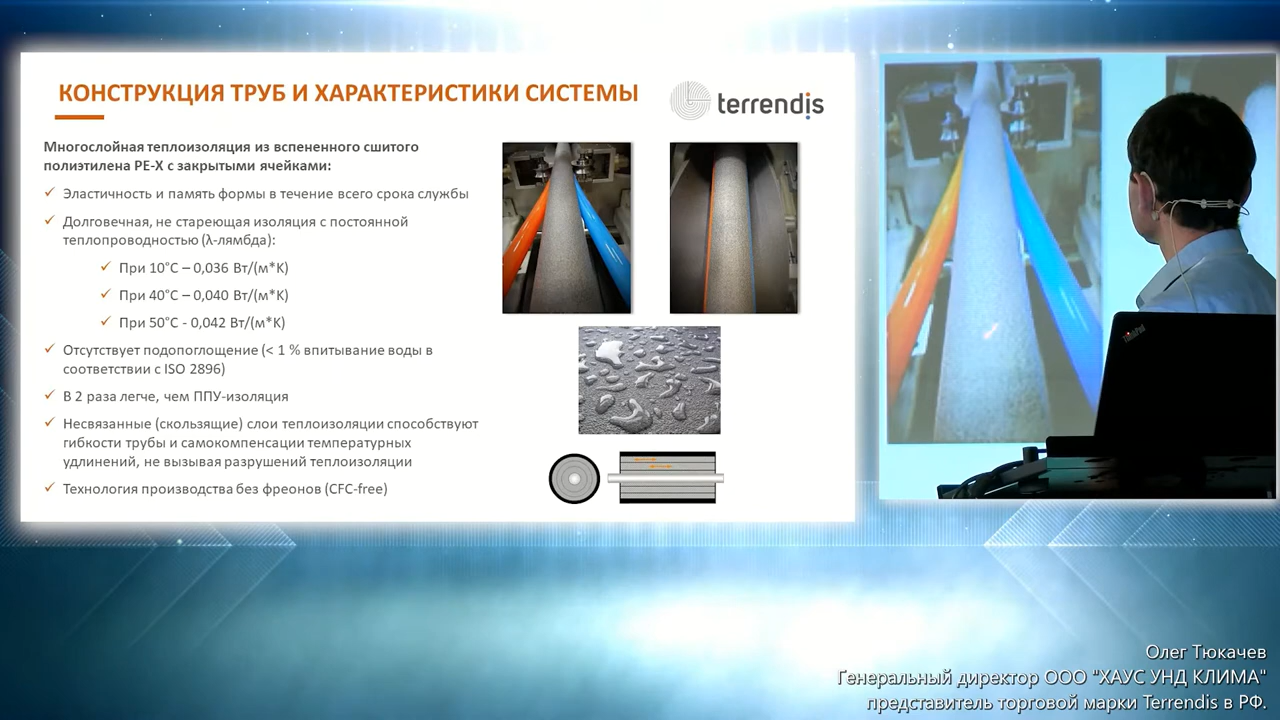 КОНСТРУКЦИЯ ТРУБ И ХАРАКТЕРИСТИКИ СИСТЕМЫ
terrendis
Многослойная теплоизоляция из вспененного сшитого
полиэтилена PE-X с закрытыми ячейками:
✓ Эластичность и память формы в течение всего срока службы
✓ Долговечная, не стареющая изоляция с постоянной
теплопроводностью (λ-лямбда):
✓ При 10°C – 0,036 Вт/(м*K)
✓ При 40°C – 0,040 Вт/(м*K)
✓ При 50°C - 0,042 Вт/(м*K)
✓ Отсутствует подопоглощение (< 1 % впитывание воды в
соответствии с ISO 2896)
✓ В 2 раза легче, чем ППУ-изоляция
✓ Несвязанные (скользящие) слои теплоизоляции способствуют
гибкости трубы и самокомпенсации температурных
удлинений, не вызывая разрушений теплоизоляции
✓ Технология производства без фреонов (CFC-free)
ThinkPad
Олег Тюкачев
Генеральный директор ООО "ХАУС УНД КЛИМА"
представитель торговой марки Terrendis в РФ.